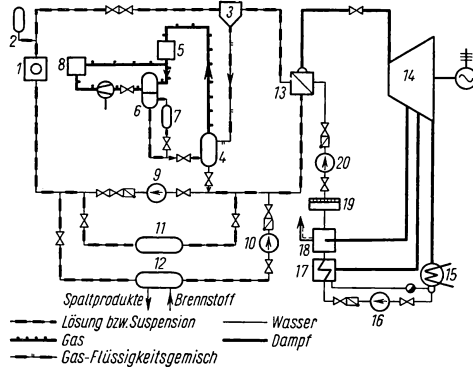 3
2
5
8
1
14
13
6
7
4
20
9
19
11
10
18
15
12
17
Spaltprodukte
Brennstoff
16
Lösung bzw. Suspension
Wasser
Gas
Dampf
Gas-Flüssigkeitsgemisch